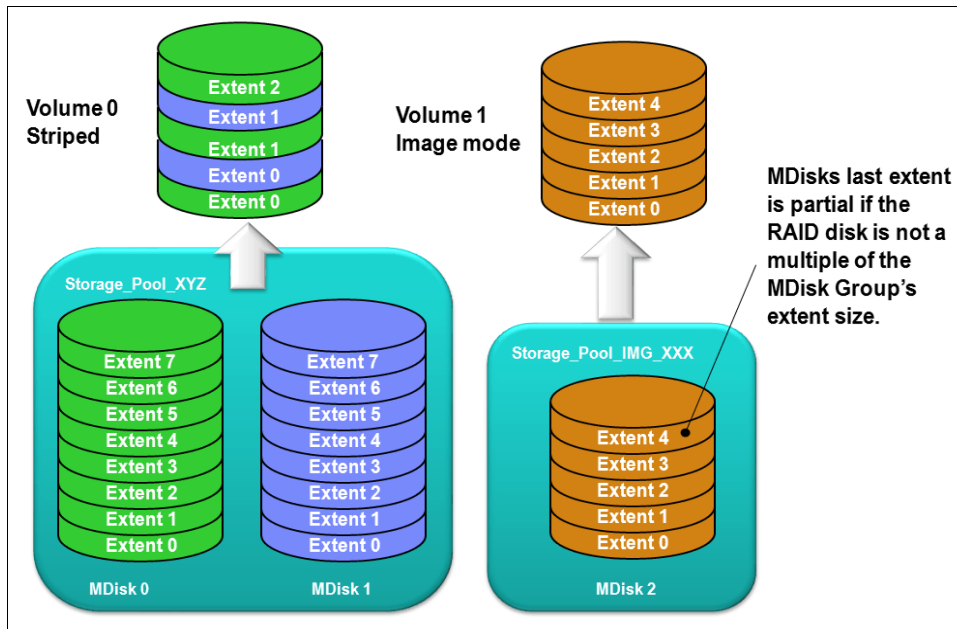 Volume 0
Striped
Extent 2
Extent 1
Extent 1
Extent 0
Extent 0
Volume 1
Image mode
Extent 4
Extent 3
Extent 2
Extent 1
Extent 0
MDisks last extent
is partial if the
RAID disk is not a
multiple of the
MDisk Group's
extent size.
Storage_Pool_XYZ
Extent 7
Extent 6
Extent 5
Extent 4
Extent 3
Extent 2
Extent 1
Extent 0
MDisk 0
Extent 7
Extent 6
Extent 5
Extent 4
Extent 3
Extent 2
Extent 1
Extent 0
MDisk 1
Storage_Pool_IMG_XXX
Extent 4
Extent 3
Extent 2
Extent 1
Extent 0
MDisk 2